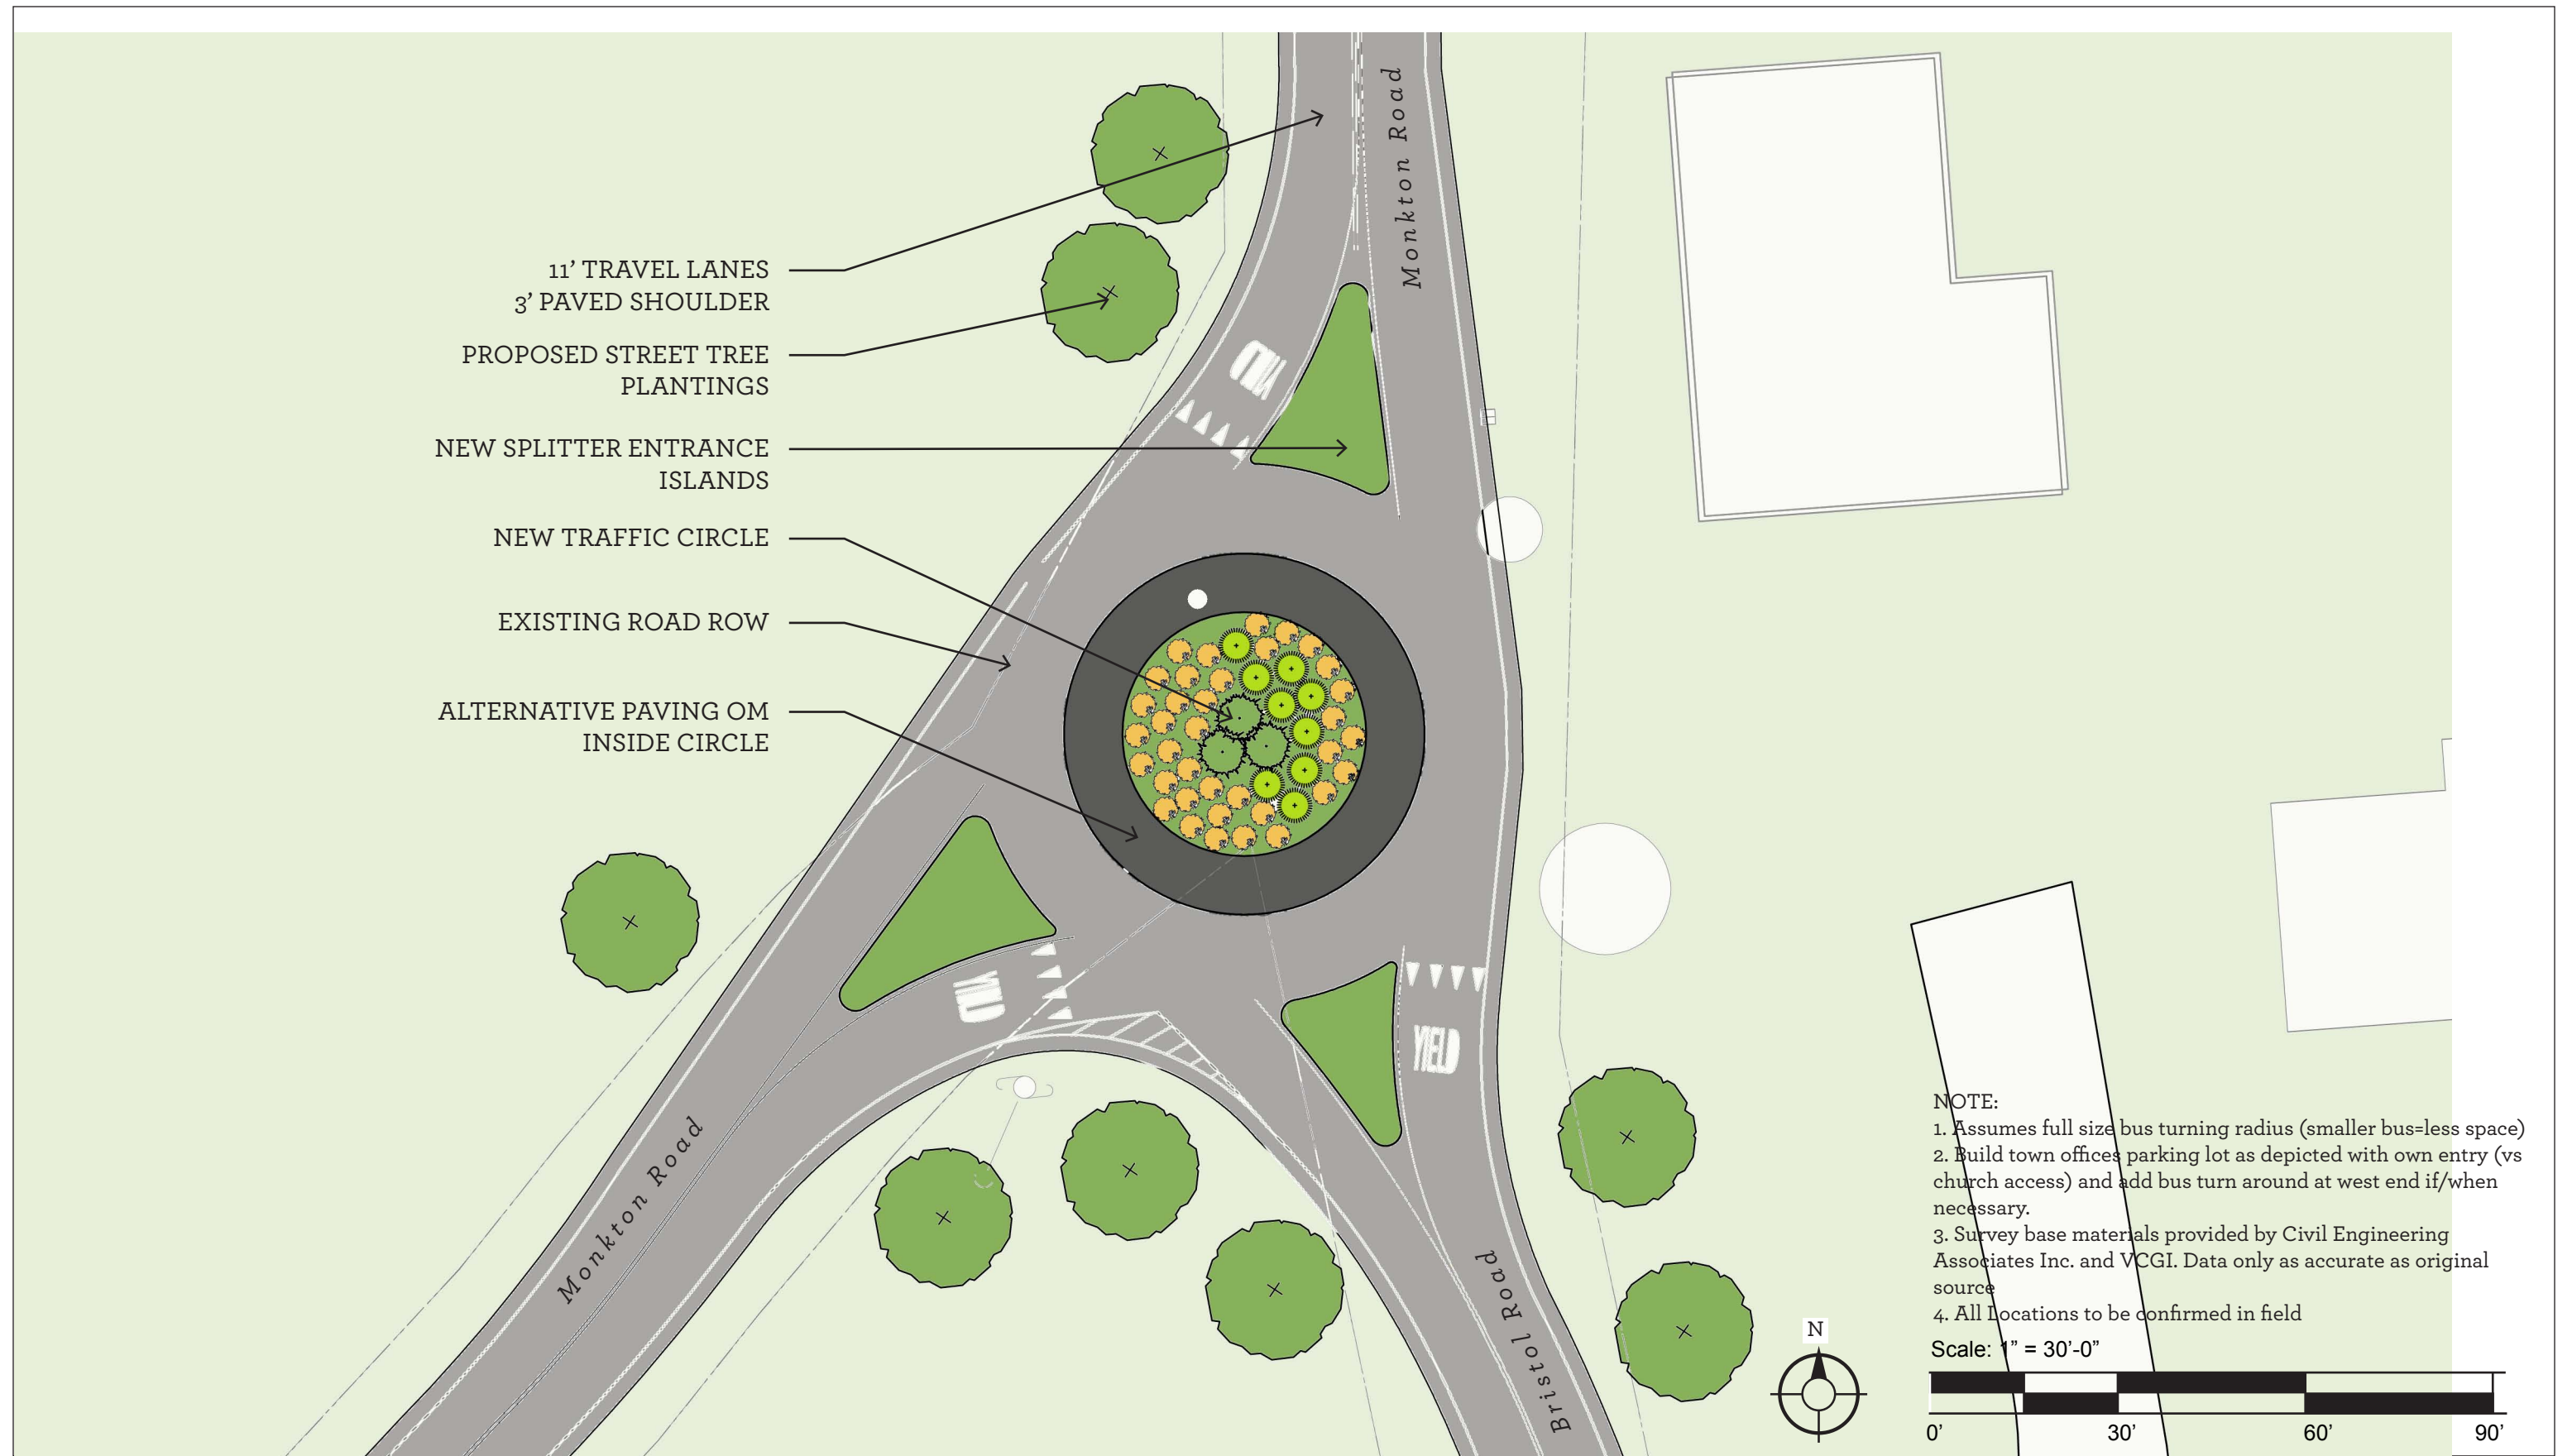 Monkton Road
11’ TRAVEL LANES
3’ PAVED SHOULDER
PROPOSED STREET TREE
PLANTINGS
NEW SPLITTER ENTRANCE
ISLANDS
NEW TRAFFIC CIRCLE
EXISTING ROAD ROW
ALTERNATIVE PAVING OM
INSIDE CIRCLE
YIELD
YIELD
YIELD
Monkton Road
Bristol Road
NOTE:
1. Assumes full size bus turning radius (smaller bus=less space)
2. Build town offices parking lot as depicted with own entry (vs
church access) and add bus turn around at west end if/when
necessary.
3. Survey base materials provided by Civil Engineering
Associates Inc. and VCGI. Data only as accurate as original
source
4. All Locations to be confirmed in field
N
Scale: 1” = 30’-0”
0’ 30’ 60’ 90’